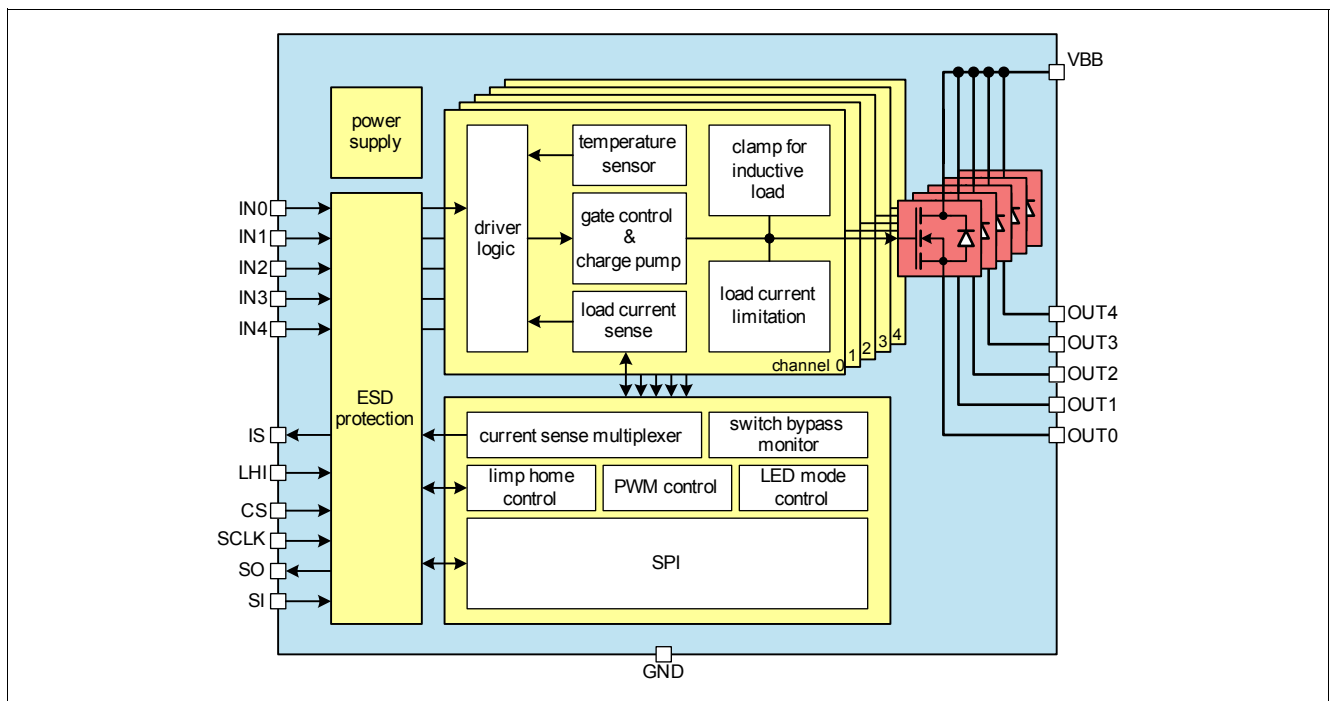 VBB
power
supply
temperature
sensor
clamp for
inductive
load
IN0
IN1
IN2
IN3
IN4
driver
logic
gate control
&
charge pump
load current
sense
load current
limitation
channel 0
1
2
3
4
OUT4
OUT3
OUT2
OUT1
OUT0
ESD
protection
IS
LHI
CS
SCLK
SO
SI
current sense multiplexer
switch bypass
monitor
limp home
control
PWM control
LED mode
control
SPI
GND